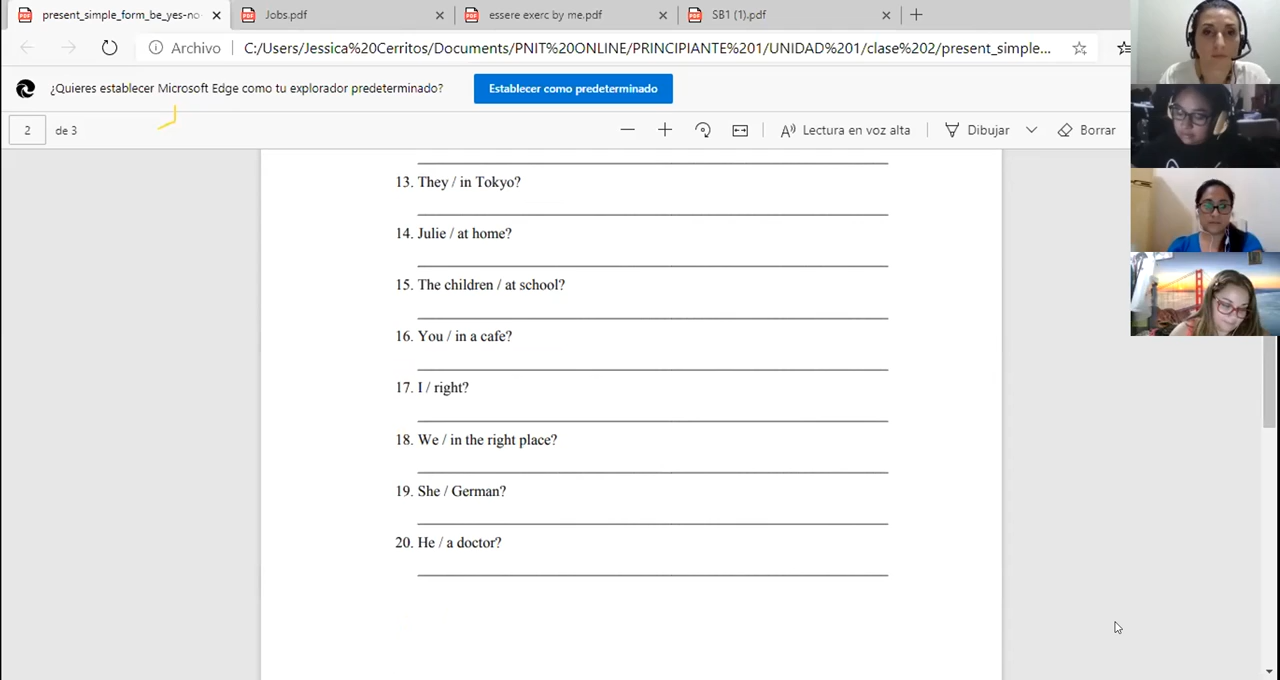 present_simple_form_be_yes-no-
Jobs.pdf
essere exerc by me.pdf
SB1 (1).pdf
Archivo
C:/Users/Jessica%20Cerritos/Documents/PNIT%20ONLINE/PRINCIPIANTE%201/UNIDAD%201/clase%202/present_simple...
¿Quieres establecer Microsoft Edge como tu explorador predeterminado?
Establecer como predeterminado
2 de 3
Lectura en voz alta
Dibujar
Borrar
13. They / in Tokyo?
14. Julie / at home?
15. The children / at school?
16. You / in a cafe?
17. I / right?
18. We / in the right place?
19. She / German?
20. He / a doctor?